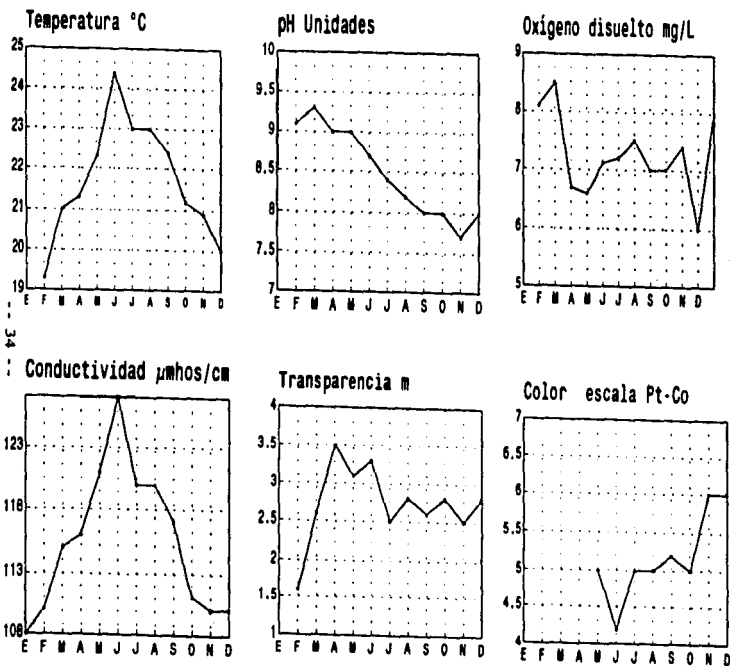 Temperatura °C
25
24
23
22
21
20
19
E F M A M J J A S O N D
pH Unidades
10
9.5
9
8.5
8
7.5
7
E F M A M J J A S O N D
Oxígeno disuelto mg/L
9
8
7
6
5
E F M A M J J A S O N D
-- 34 --
Conductividad µmhos/cm
123
118
113
108
E F M A M J J A S O N D
Transparencia m
4
3.5
3
2.5
2
1.5
1
E F M A M J J A S O N D
Color escala Pt-Co
7
6.5
6
5.5
5
4.5
4
E F M A M J J A S O N D